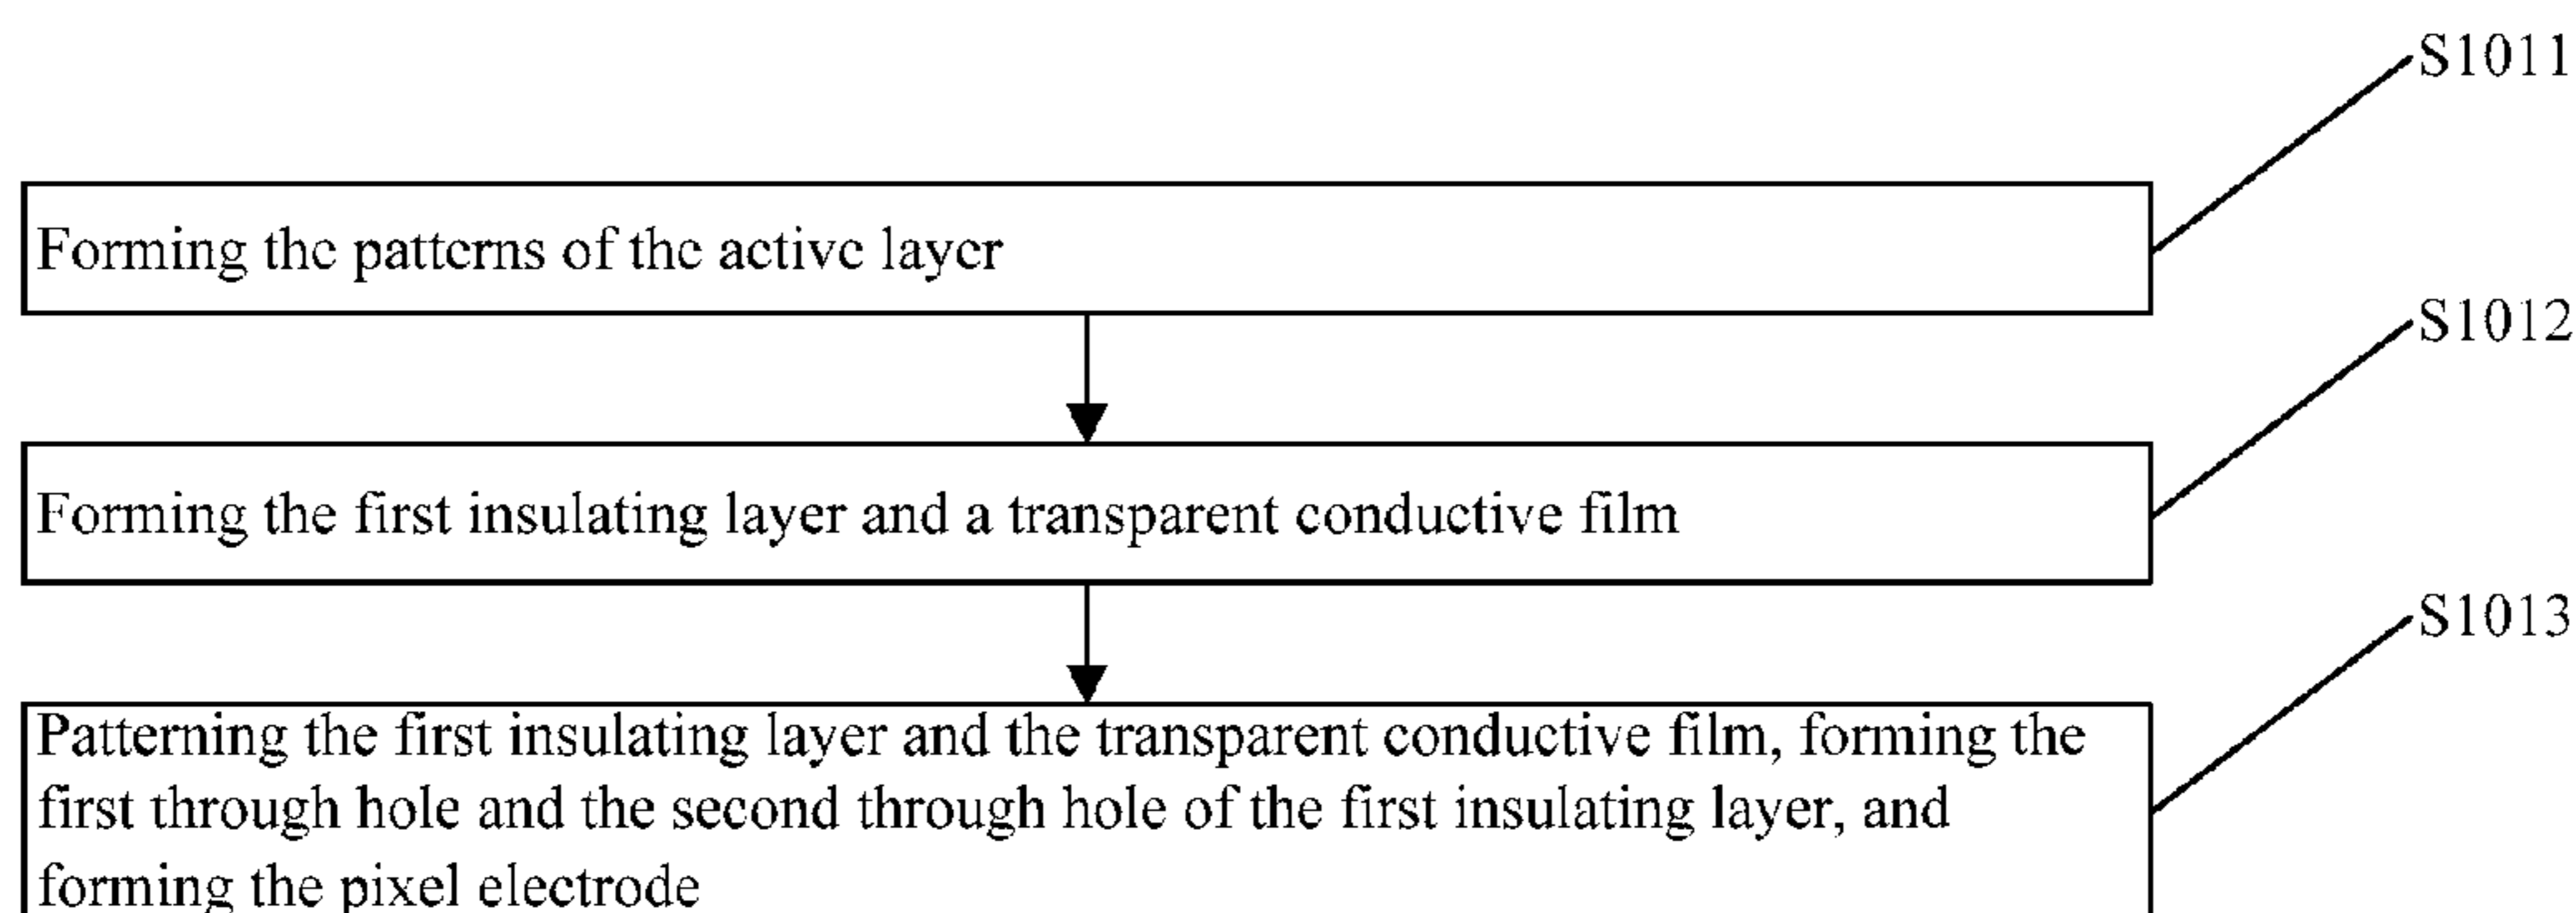 S1011
Forming the patterns of the active layer
S1012
Forming the first insulating layer and a transparent conductive film
S1013
Patterning the first insulating layer and the transparent conductive film, forming the
first through hole and the second through hole of the first insulating layer, and
forming the pixel electrode